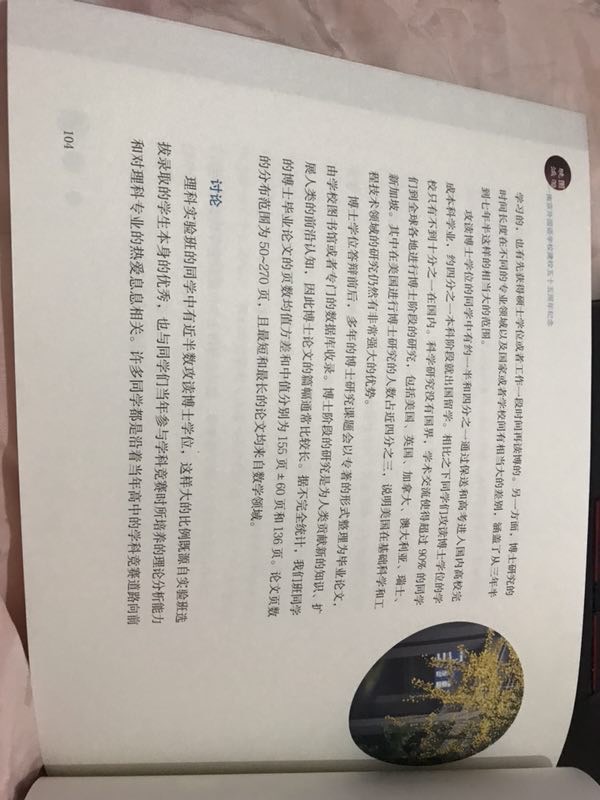 晚园
派思
南京外国语学校建校五十五周年纪念
学习的，也有先获得硕士学位或者工作一段时间再读博的。另一方面，博士研究的
时间长度在不同的专业领域以及国家或者学校间有相当大的差别，涵盖了从三年半
到七年半这样的相当大的范围。
攻读博士学位的同学中有约一半和四分之一通过保送和高考进入国内高校完
成本科学业，约四分之一本科阶段就出国留学。相比之下同学们攻读博士学位的学
校只有不到十分之一在国内。科学研究没有国界，学术交流使得超过 90% 的同学
们到全球各地进行博士阶段的研究，包括美国、英国、加拿大、澳大利亚、瑞士、
新加坡。其中在美国进行博士研究的人数占近四分之三，说明美国在基础科学和工
程技术领域的研究仍然有非常强大的优势。
博士学位答辩前后，多年的博士研究课题会以专著的形式整理为毕业论文，
由学校图书馆或者专门的数据库收录。博士阶段的研究是为人类贡献新的知识、扩
展人类的前沿认知，因此博士论文的篇幅通常比较长。据不完全统计，我们班同学
的博士毕业论文的页数均值方差和中值分别为 155 页 ± 60 页和 136 页。论文页数
的分布范围为 50~270 页，且最短和最长的论文均来自数学领域。
讨论
理科实验班的同学中有近半数攻读博士学位，这样大的比例既源自实验班选
拔录取的学生本身的优秀，也与同学们当年参与学科竞赛时所培养的理论分析能力
和对理科专业的热爱息息相关。许多同学都是沿着当年高中的学科竞赛道路向前
104